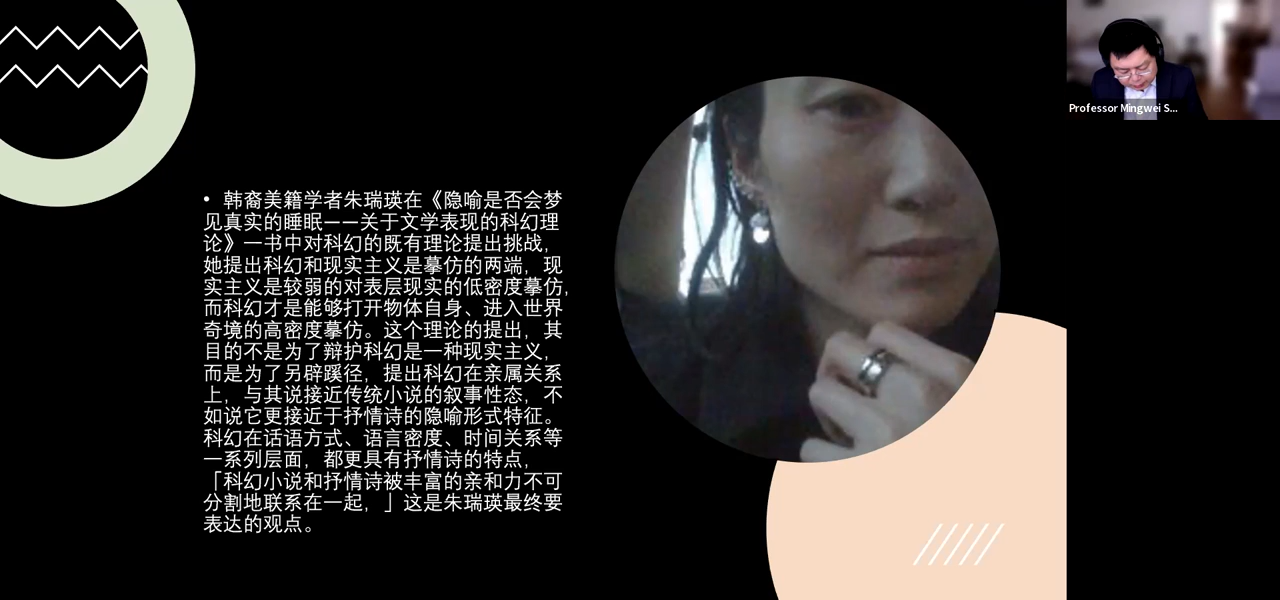 • 韩裔美籍学者朱瑞瑛在《隐喻是否会梦
见真实的睡眠——关于文学表现的科幻理
论》一书中对科幻的既有理论提出挑战，
她提出科幻和现实主义是摹仿的两端，现
实主义是较弱的对表层现实的低密度摹仿，
而科幻才是能够打开物体自身、进入世界
奇境的高密度摹仿。这个理论的提出，其
目的不是为了辩护科幻是一种现实主义，
而是为了另辟蹊径，提出科幻在亲属关系
上，与其说接近传统小说的叙事性态，不
如说它更接近于抒情诗的隐喻形式特征。
科幻在话语方式、语言密度、时间关系等
一系列层面，都更具有抒情诗的特点，
「科幻小说和抒情诗被丰富的亲和力不可
分割地联系在一起，」这是朱瑞瑛最终要
表达的观点。
Professor Mingwei S...